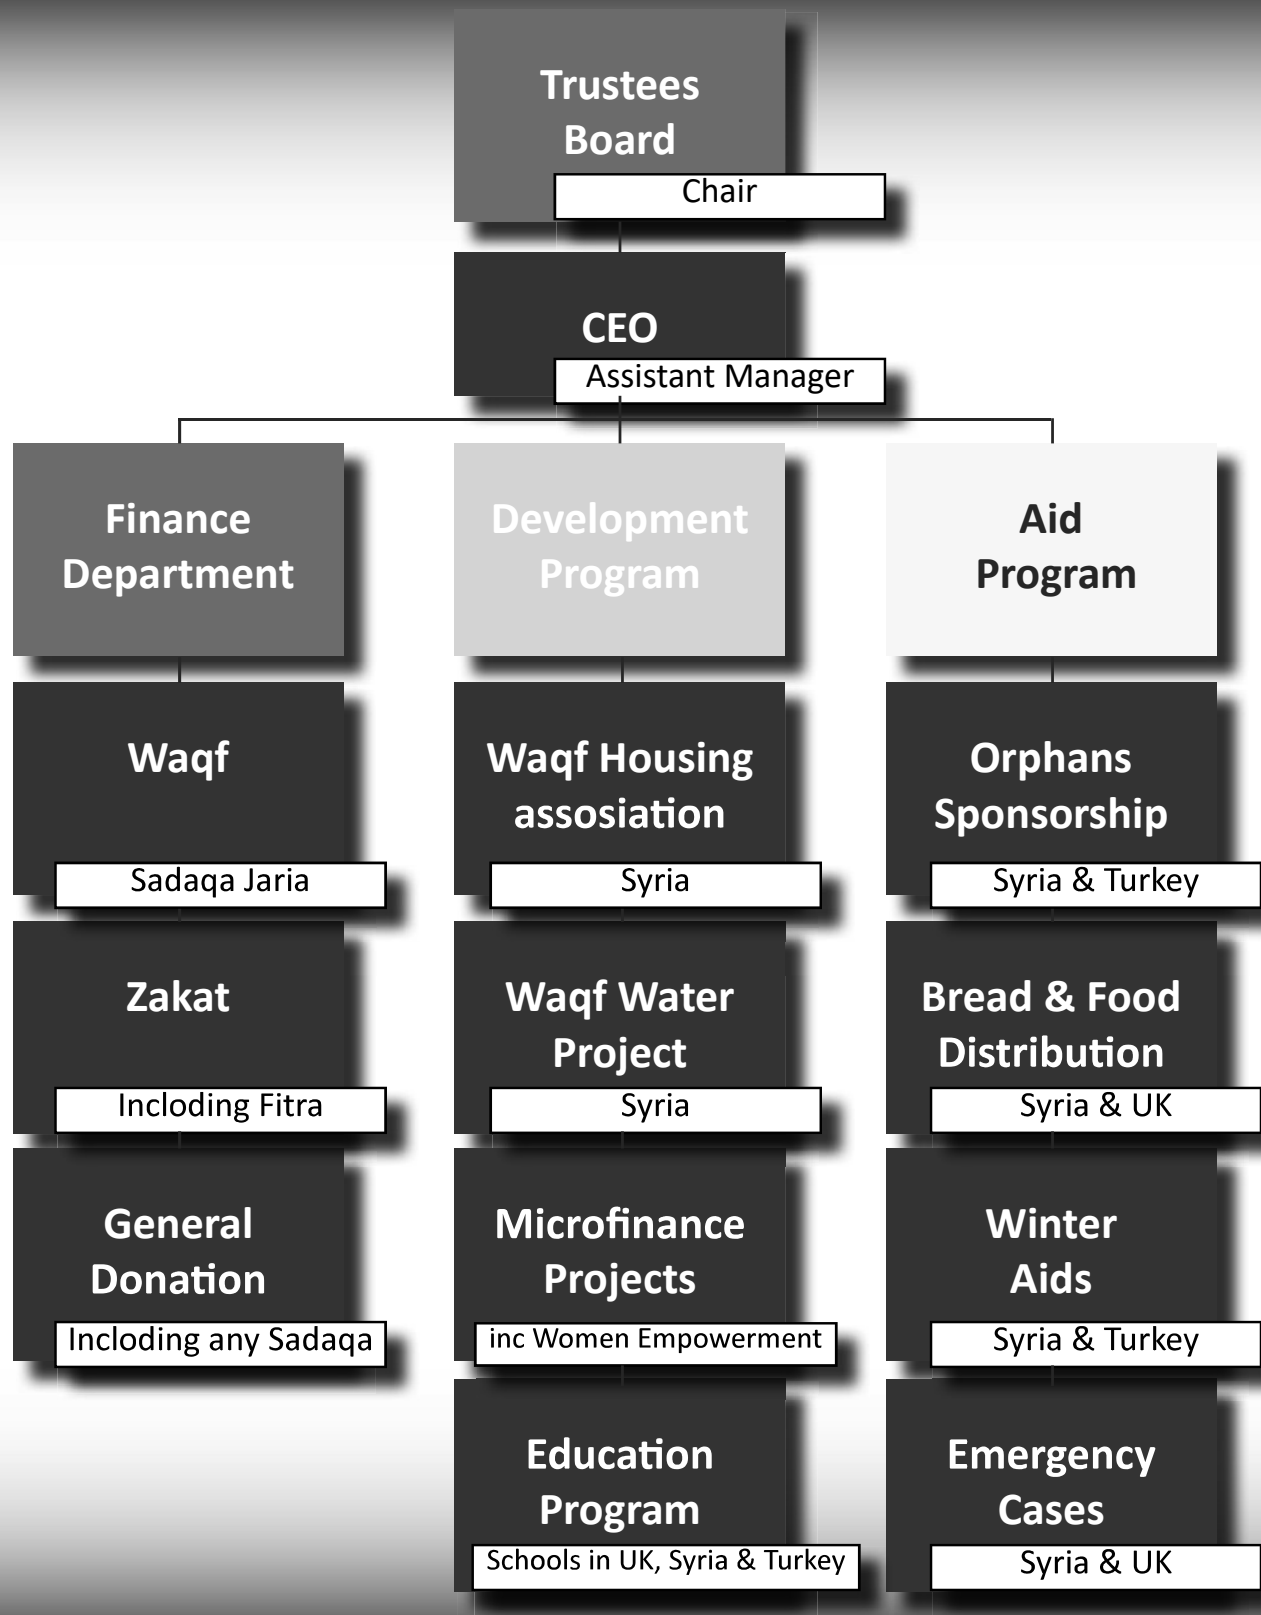 Trustees
Board
Chair
CEO
Assistant Manager
Finance
Department
Development
Program
Aid
Program
Waqf
Sadaqa Jaria
Waqf Housing
assosiation
Syria
Orphans
Sponsorship
Syria & Turkey
Zakat
Incloding Fitra
Waqf Water
Project
Syria
Bread & Food
Distribution
Syria & UK
General
Donation
Incloding any Sadaqa
Microfinance
Projects
inc Women Empowerment
Winter
Aids
Syria & Turkey
Education
Program
Schools in UK, Syria & Turkey
Emergency
Cases
Syria & UK